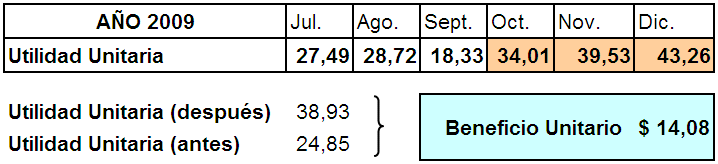 AÑO 2009 Jul. Ago. Sept. Oct. Nov. Dic.
Utilidad Unitaria 27,49 28,72 18,33 34,01 39,53 43,26
Utilidad Unitaria (después) 38,93
Utilidad Unitaria (antes) 24,85
Beneficio Unitario $ 14,08